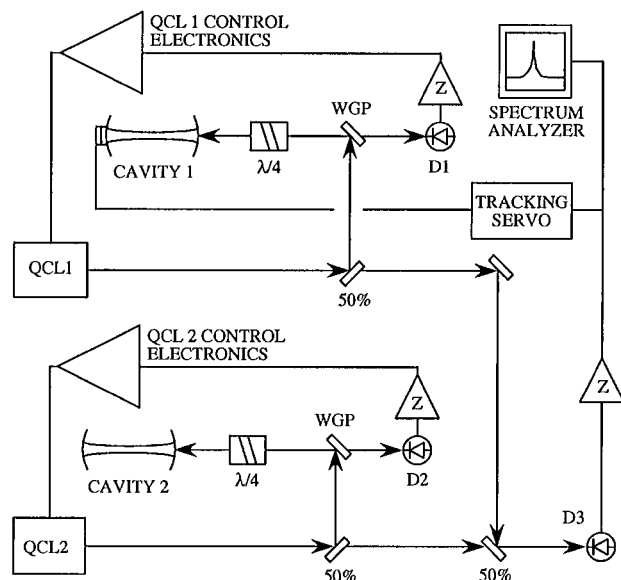 QCL 1 CONTROL
ELECTRONICS
Z
WGP
SPECTRUM
ANALYZER
CAVITY 1
λ/4
D1
TRACKING
SERVO
QCL1
50%
QCL 2 CONTROL
ELECTRONICS
Z
Z
WGP
CAVITY 2
λ/4
D2
D3
QCL2
50%
50%